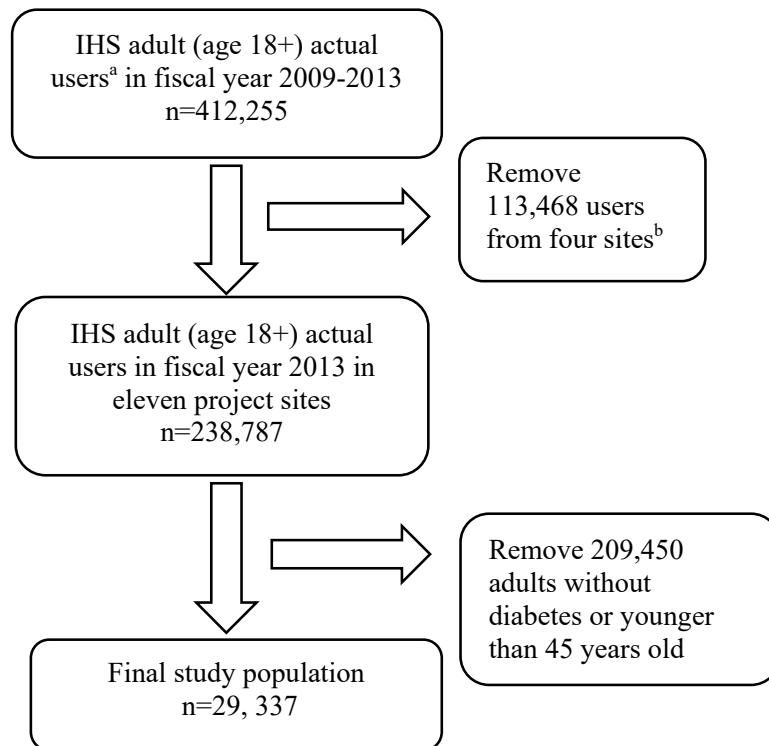 IHS adult (age 18+) actual
usersᵃ in fiscal year 2009-2013
n=412,255
Remove
113,468 users
from four sitesᵇ
IHS adult (age 18+) actual
users in fiscal year 2013 in
eleven project sites
n=238,787
Remove 209,450
adults without
diabetes or younger
than 45 years old
Final study population
n=29, 337